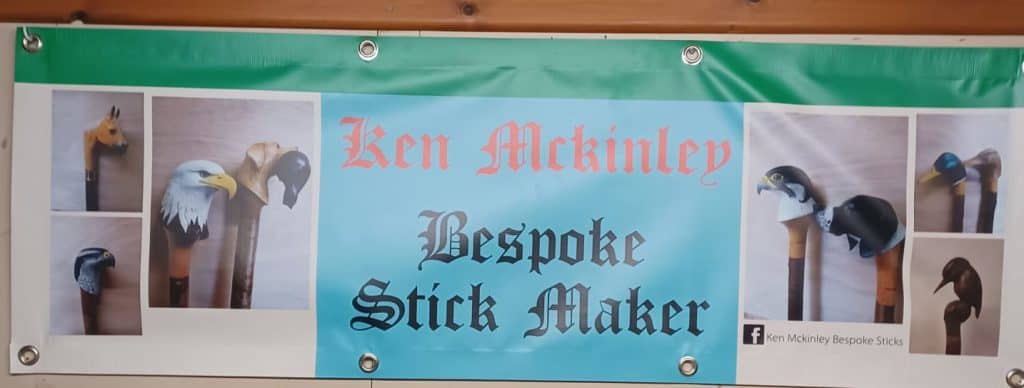 Ken Mckinley
Bespoke
Stick Maker
f Ken Mckinley Bespoke Sticks